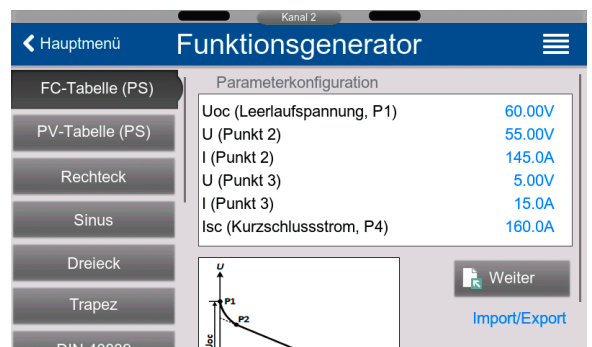 Kanal 2
Hauptmenü
Funktionsgenerator
FC-Tabelle (PS)
PV-Tabelle (PS)
Rechteck
Sinus
Dreieck
Trapez
Parameterkonfiguration
Uoc (Leerlaufspannung, P1) 60.00V
U (Punkt 2) 55.00V
I (Punkt 2) 145.0A
U (Punkt 3) 5.00V
I (Punkt 3) 15.0A
Isc (Kurzschlussstrom, P4) 160.0A
U
P1
P2
Uoc
Weiter
Import/Export